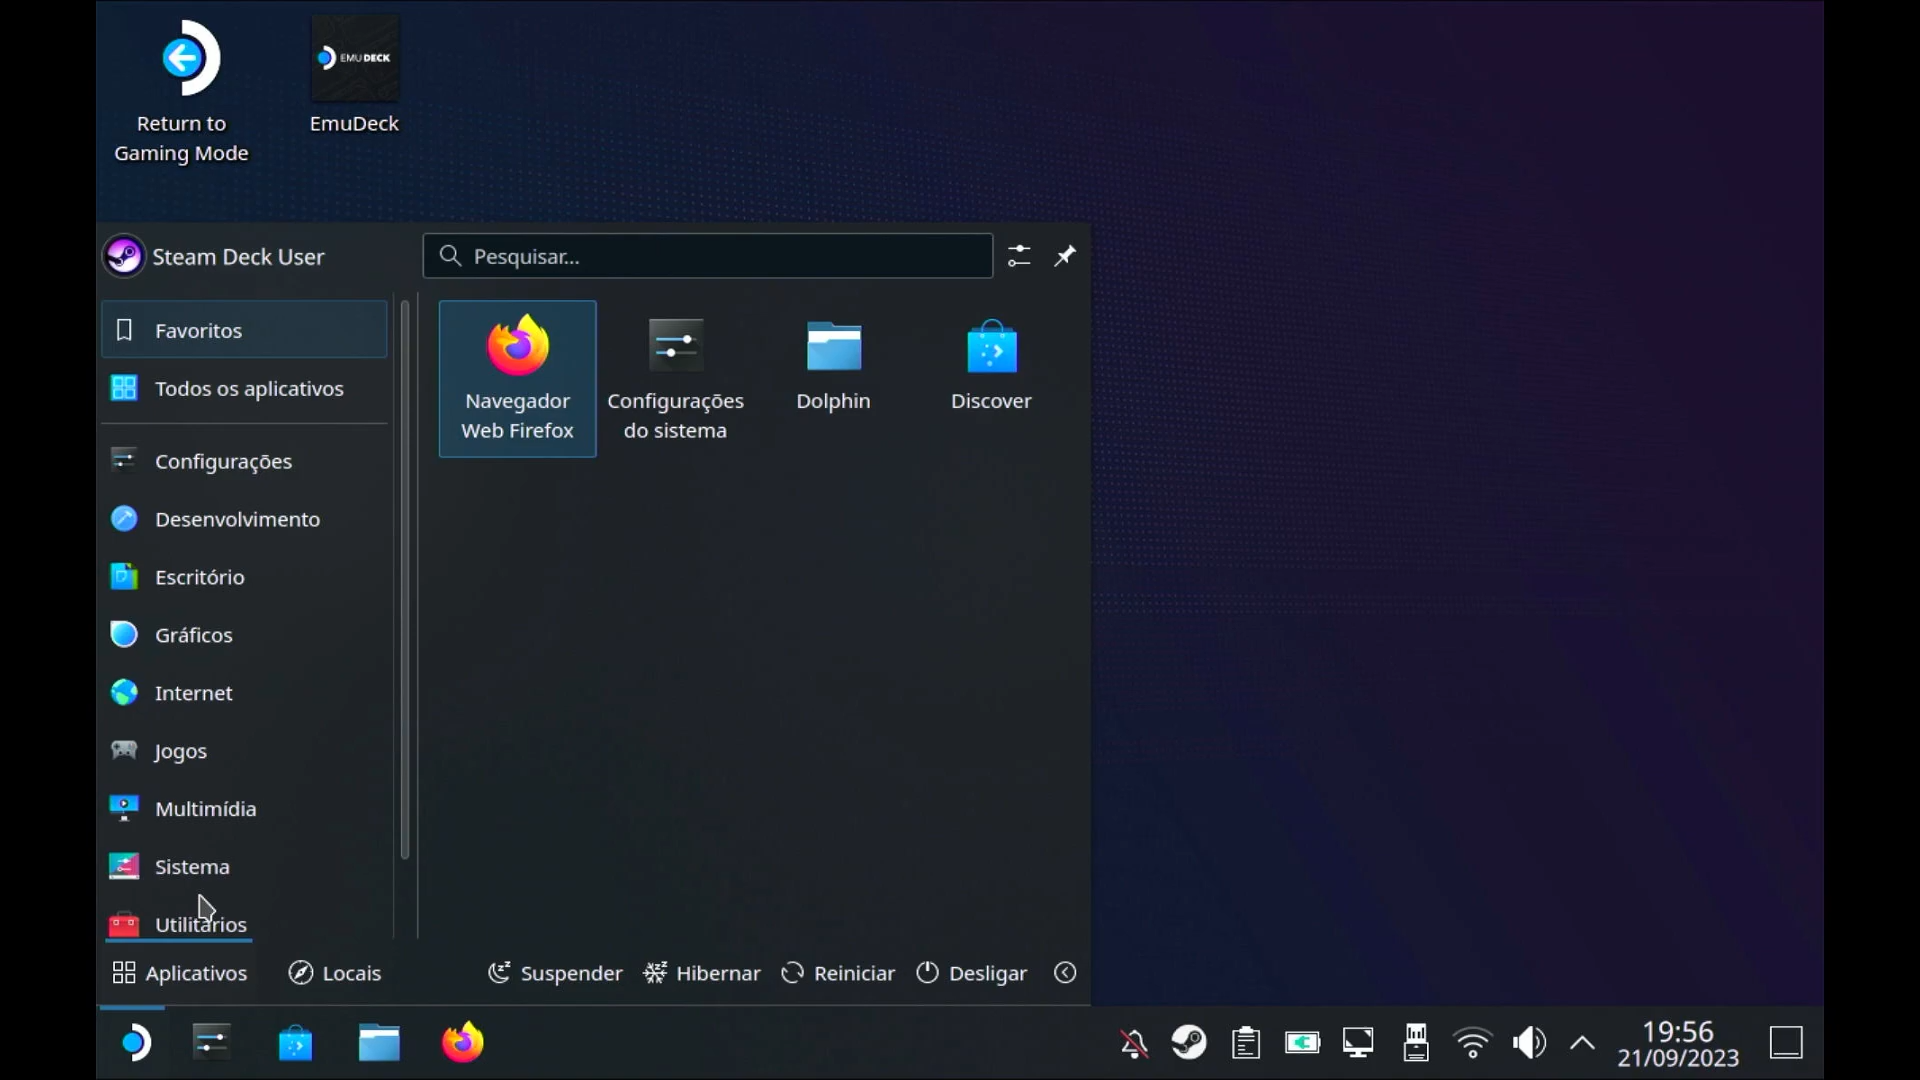 Return to
Gaming Mode
EMUDECK
EmuDeck
Steam Deck User
Pesquisar...
Favoritos
Todos os aplicativos
Configurações
Desenvolvimento
Escritório
Gráficos
Internet
Jogos
Multimídia
Sistema
Utilitários
Navegador
Web Firefox
Configurações
do sistema
Dolphin
Discover
Aplicativos
Locais
Suspender
Hibernar
Reiniciar
Desligar
19:56
21/09/2023